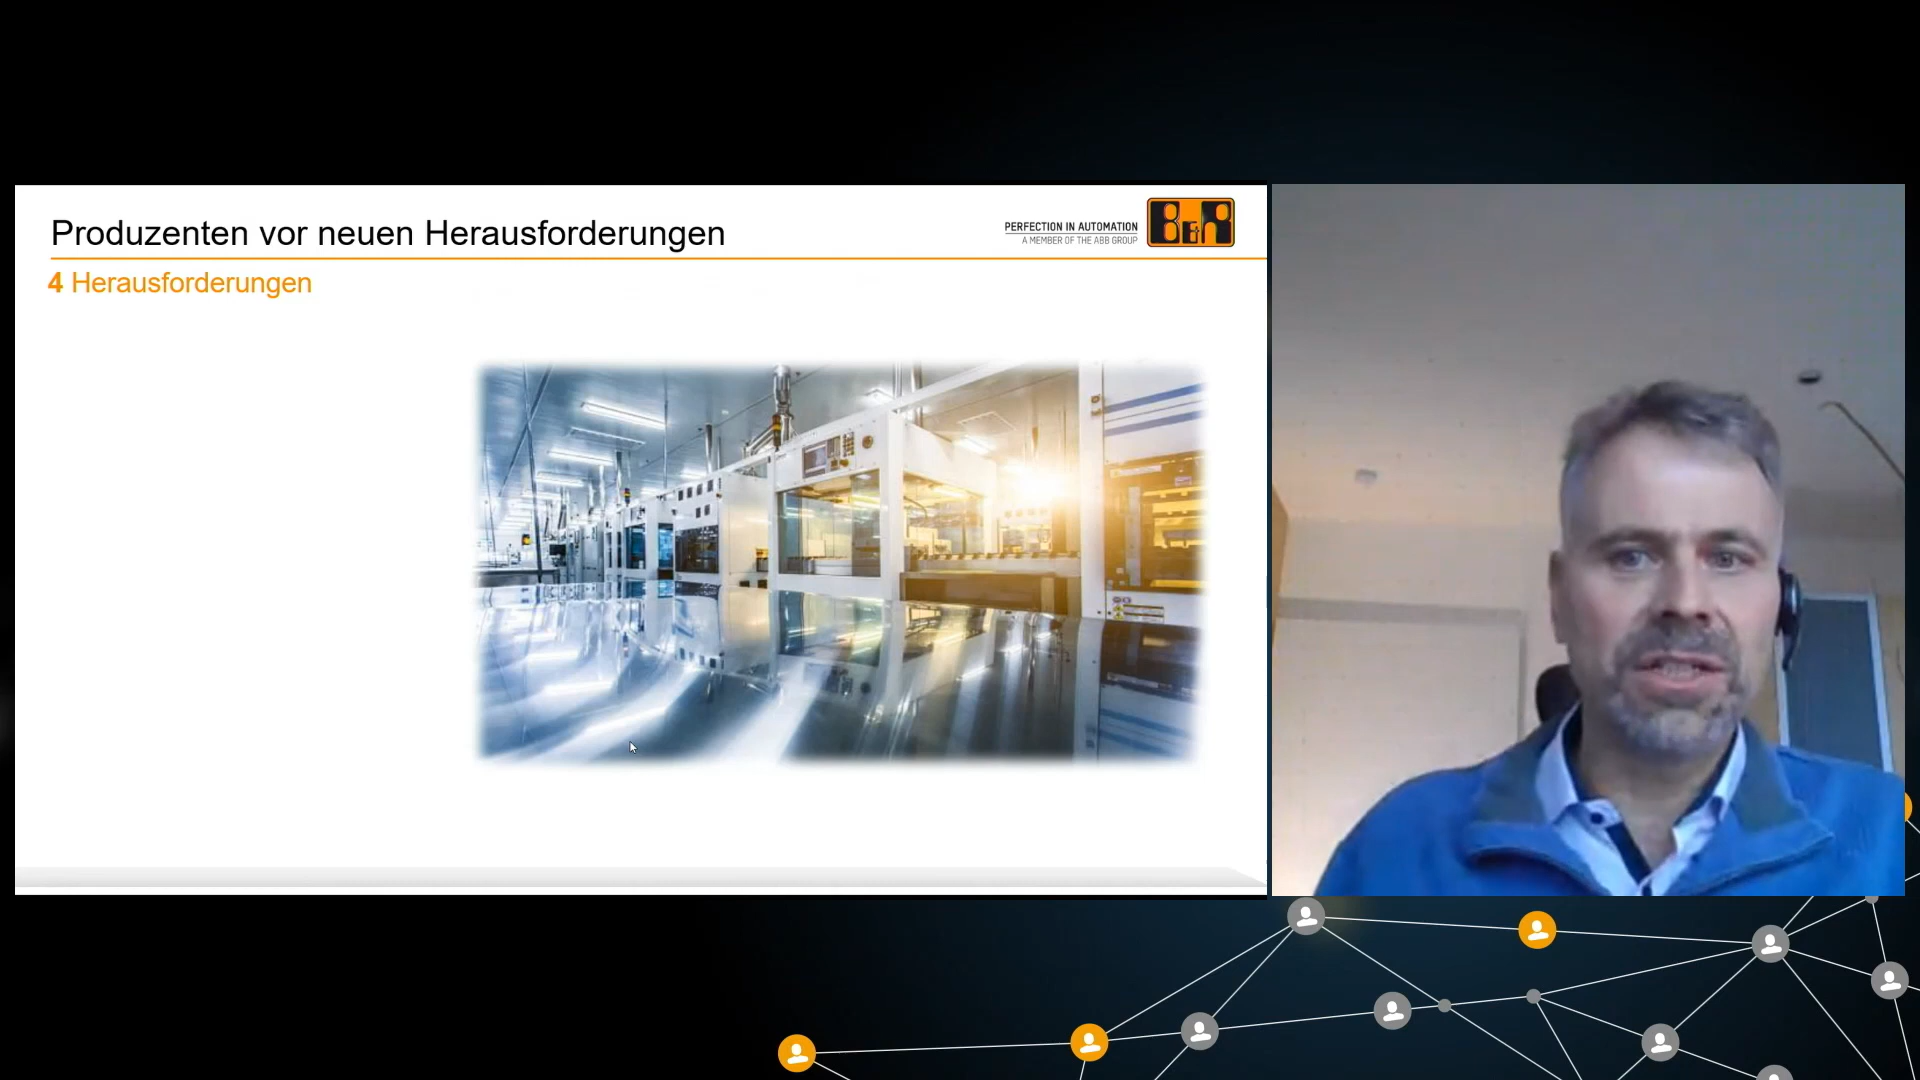 Produzenten vor neuen Herausforderungen
PERFECTION IN AUTOMATION
A MEMBER OF THE ABB GROUP
B&R
4 Herausforderungen